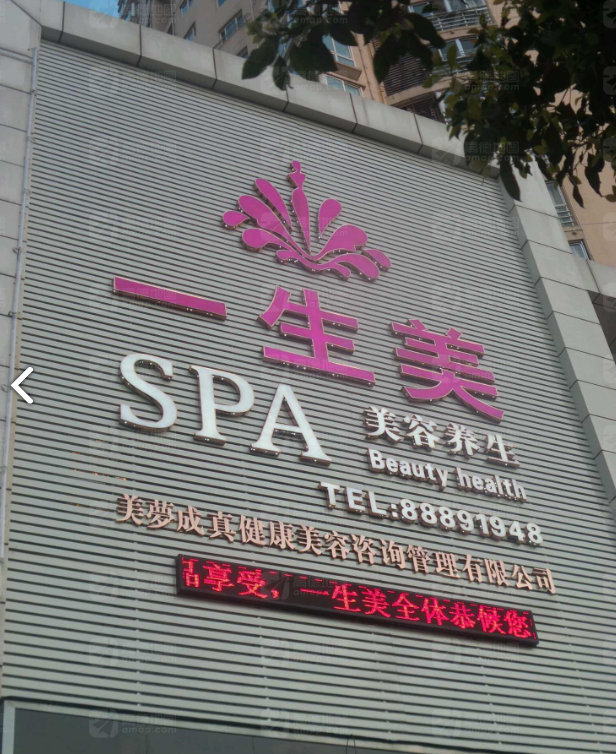 一生美
SPA
美容养生
Beauty health
TEL:88891948
美夢成真健康美容咨询管理有限公司
享受，一生美全体恭候您